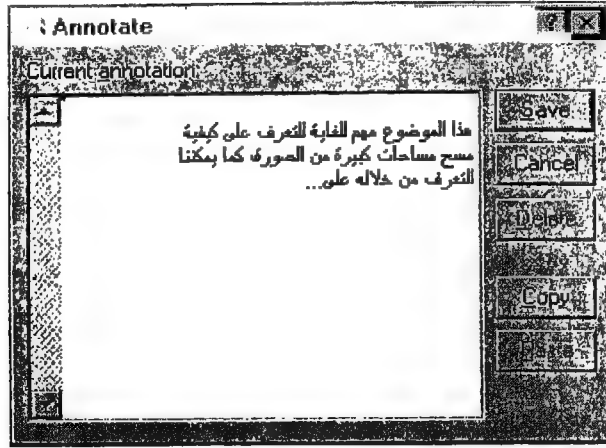 Annotate
Current annotation:
هذا الموضوع مهم للغاية للتعرف على كيفية
مسح مساحات كبيرة من الصورة كما يمكننا
التعرف من خلاله على...
Save
Cancel
Delete
Copy
Paste